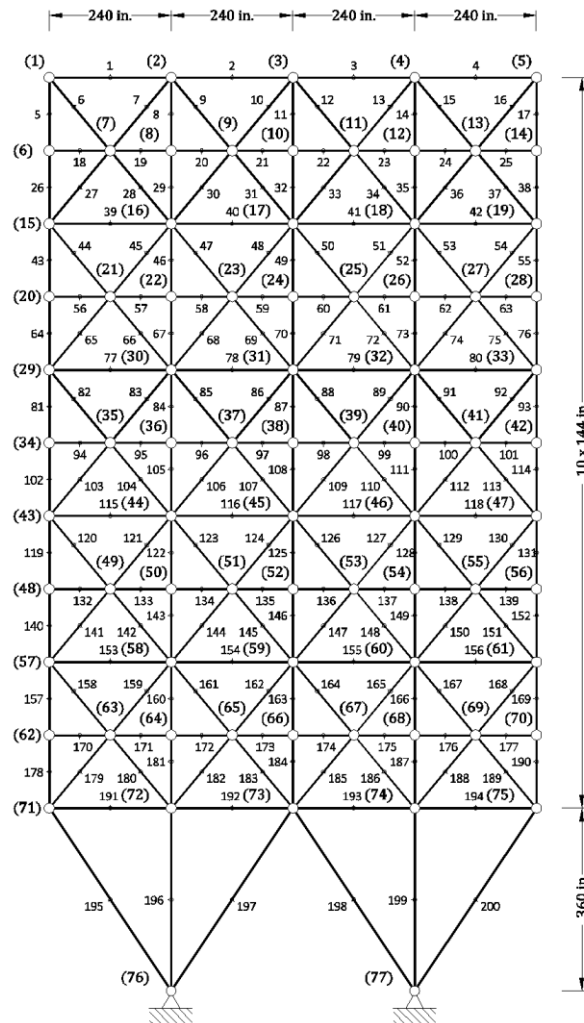 240 in. 240 in. 240 in. 240 in.
(1) 1 (2) 2 (3) 3 (4) 4 (5)
6 7 9 10 12 13 15 16
5 8 11 14 17
(7) (8) (9) (10) (11) (12) (13) (14)
(6)
18 19 20 21 22 23 24 25
26 27 28 29 30 31 32 33 34 35 36 37 38
39 (16) 40 (17) 41 (18) 42 (19)
(15)
44 45 47 48 50 51 53 54
43 46 49 52 55
(21) (22) (23) (24) (25) (26) (27) (28)
(20)
56 57 58 59 60 61 62 63
64 65 66 67 68 69 70 71 72 73 74 75 76
77 (30) 78 (31) 79 (32) 80 (33)
(29)
82 83 85 86 88 89 91 92
81 84 87 90 93
(35) (36) (37) (38) (39) (40) (41) (42)
(34)
94 95 96 97 98 99 100 101
102 103 104 105 106 107 108 109 110 111 112 113 114
115 (44) 116 (45) 117 (46) 118 (47)
10 x 144 in.
(43)
120 121 123 124 126 127 129 130
119 122 125 128 131
(49) (50) (51) (52) (53) (54) (55) (56)
(48)
132 133 134 135 136 137 138 139
140 141 142 143 144 145 146 147 148 149 150 151 152
153 (58) 154 (59) 155 (60) 156 (61)
(57)
158 159 161 162 164 165 167 168
157 160 163 166 169
(63) (64) (65) (66) (67) (68) (69) (70)
(62)
170 171 172 173 174 175 176 177
178 179 180 181 182 183 184 185 186 187 188 189 190
191 (72) 192 (73) 193 (74) 194 (75)
(71)
195 196 197 198 199 200
360 in.
(76) (77)